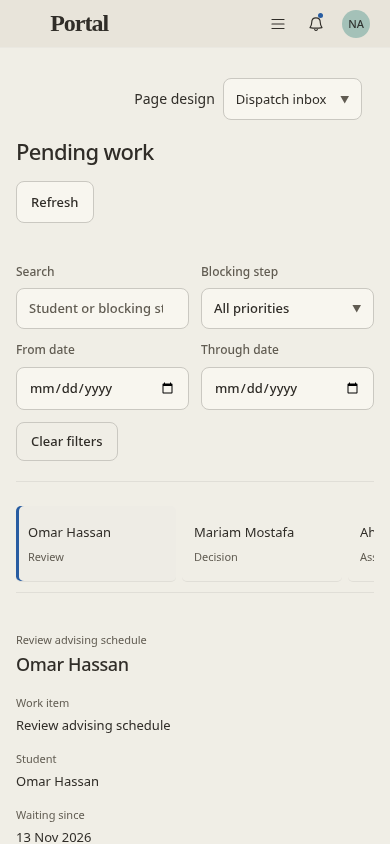 Portal
NA
Page design Dispatch inbox
Pending work
Refresh
Search Blocking step
Student or blocking st All priorities
From date Through date
mm/dd/yyyy mm/dd/yyyy
Clear filters
Omar Hassan Mariam Mostafa Ah
Review Decision Ass
Review advising schedule
Omar Hassan
Work item
Review advising schedule
Student
Omar Hassan
Waiting since
13 Nov 2026